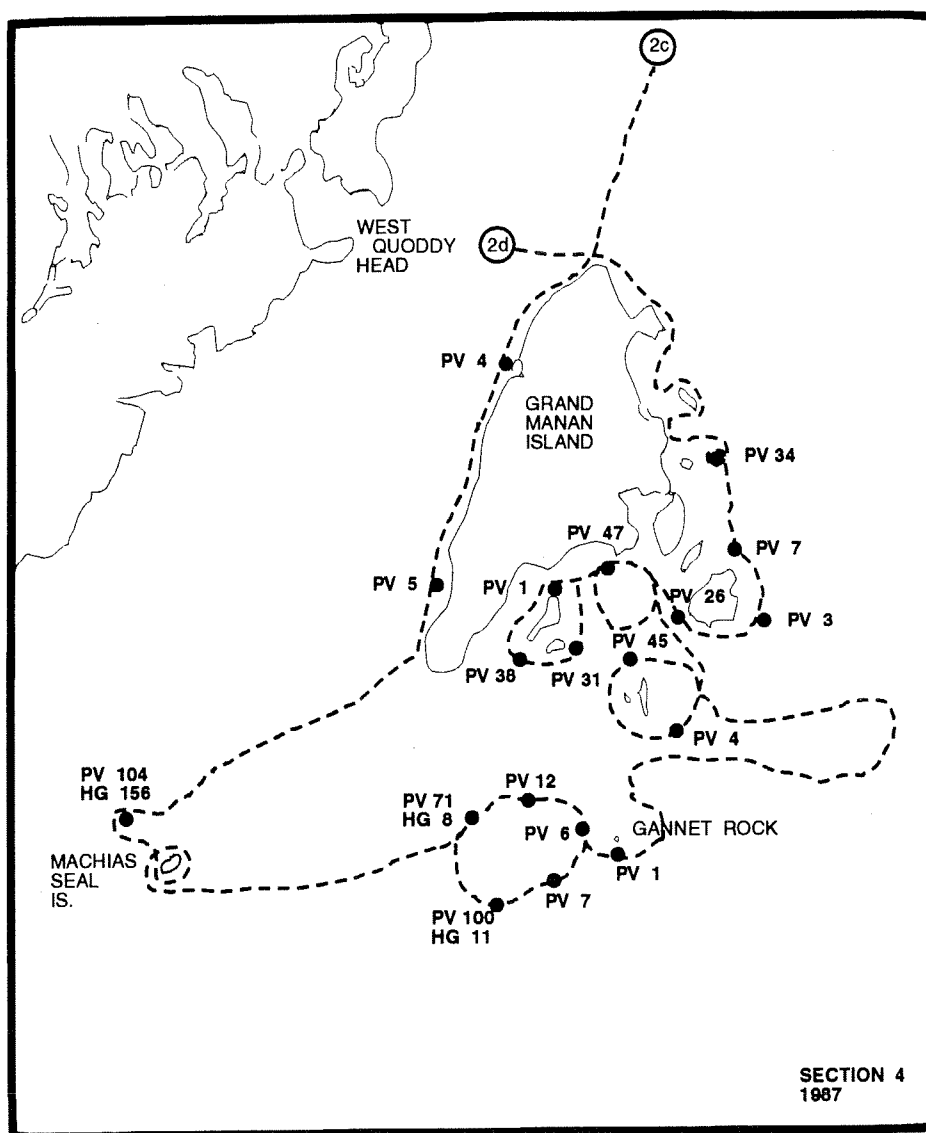 2c
WEST
QUODDY
HEAD
2d
PV 4
GRAND
MANAN
ISLAND
PV 34
PV 47
PV 7
PV 5
PV 1
PV 26
PV 3
PV 45
PV 38
PV 31
PV 4
PV 104
HG 156
PV 12
PV 71
HG 8
PV 6
GANNET ROCK
MACHIAS
SEAL
IS.
PV 1
PV 7
PV 100
HG 11
SECTION 4
1987